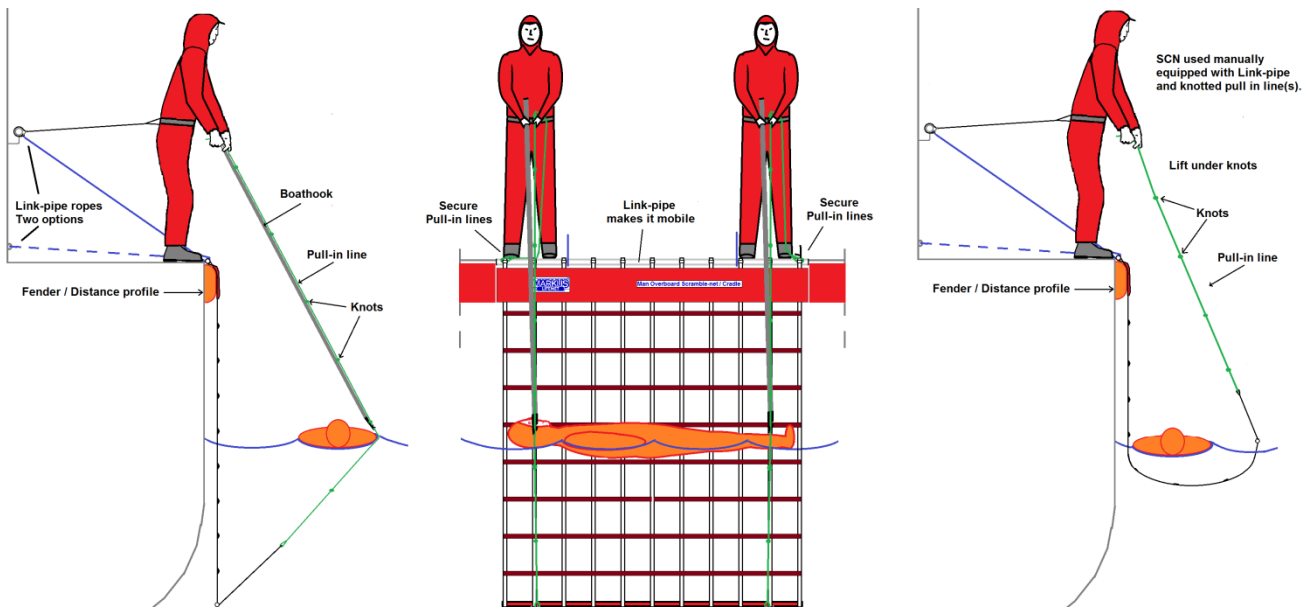 Link-pipe ropes
Two options
Boathook
Pull-in line
Fender / Distance profile
Knots
Secure
Pull-in lines
Link-pipe
makes it mobile
Secure
Pull-in lines
MARKUS
Man Overboard Scramble-net / Cradle
SCN used manually
equipped with Link-pipe
and knotted pull in line(s).
Lift under knots
Knots
Pull-in line
Fender / Distance profile